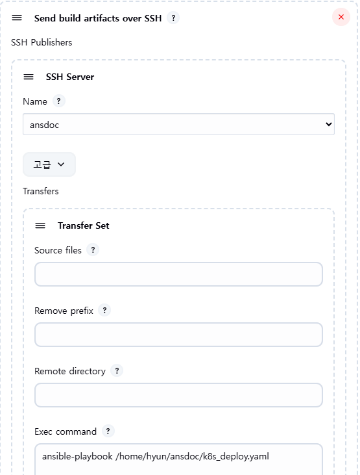 Send build artifacts over SSH ?
SSH Publishers
SSH Server
Name ?
ansdoc
고급
Transfers
Transfer Set
Source files ?
Remove prefix ?
Remote directory ?
Exec command ?
ansible-playbook /home/hyun/ansdoc/k8s_deploy.yaml